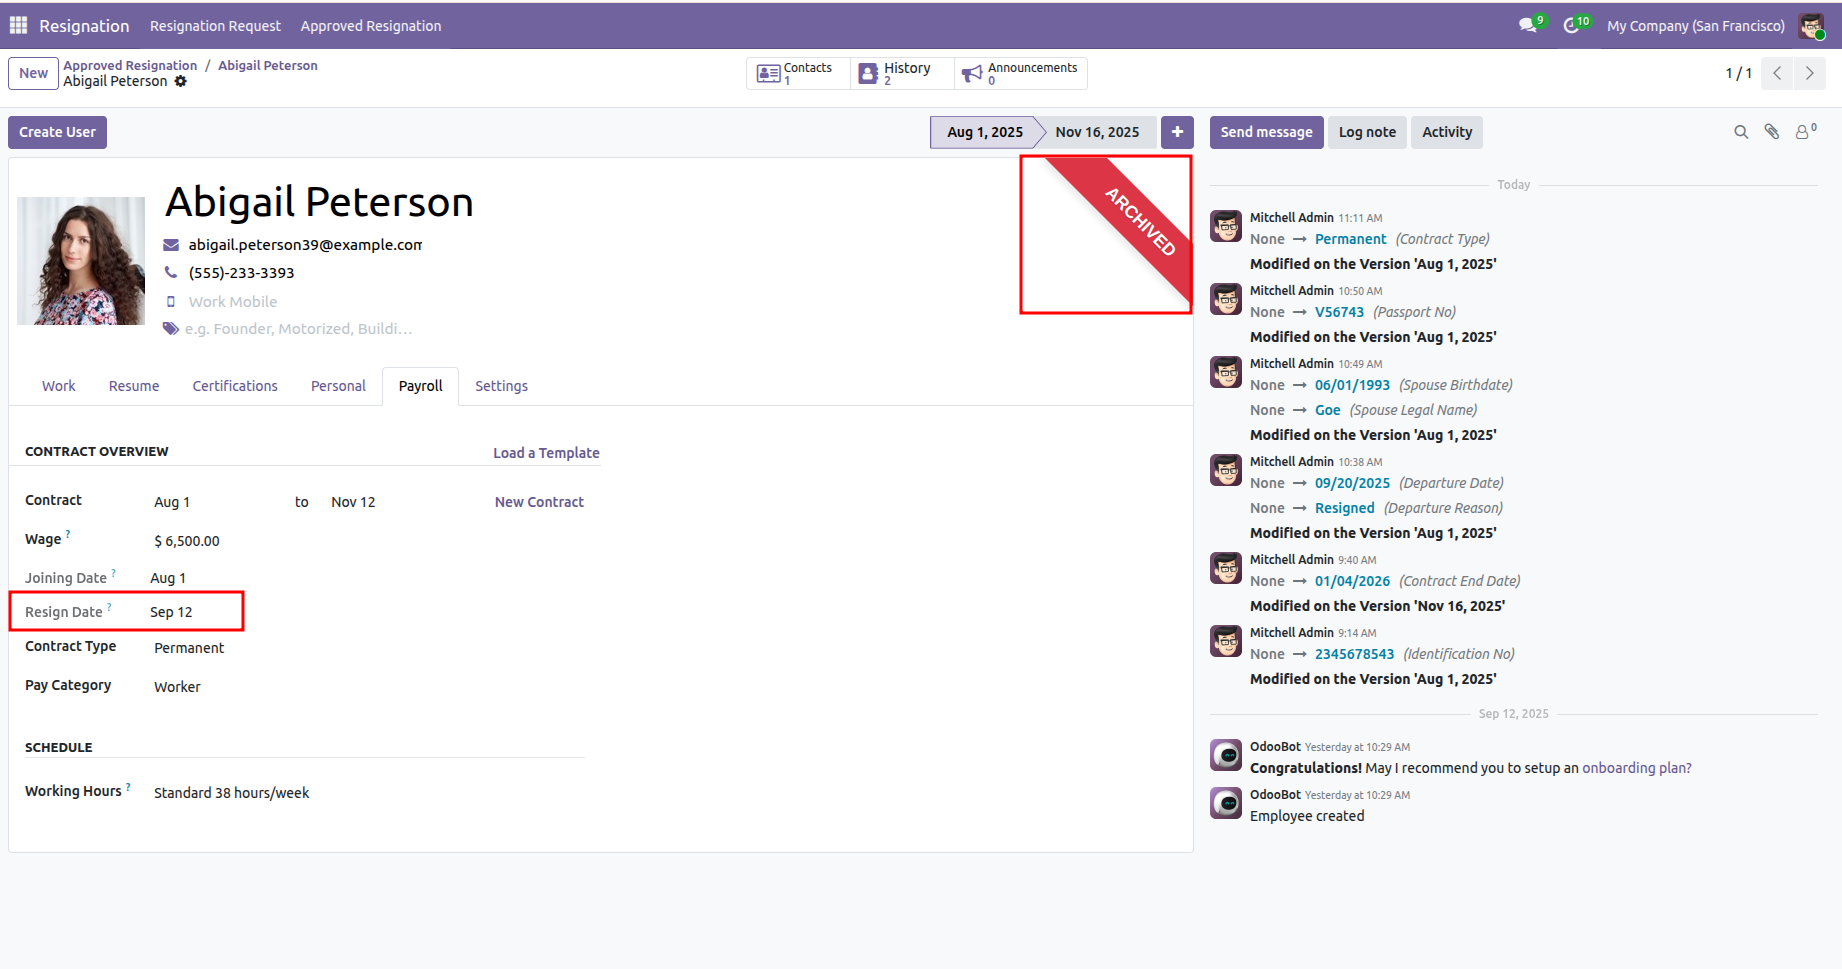 Resignation Resignation Request Approved Resignation 9 10 My Company (San Francisco)
New Approved Resignation / Abigail Peterson
Abigail Peterson
Contacts 1 History 2 Announcements 0
1 / 1
Create User Aug 1, 2025 Nov 16, 2025 +
Send message Log note Activity 0
ARCHIVED
Abigail Peterson
abigail.peterson39@example.com
(555)-233-3393
Work Mobile
e.g. Founder, Motorized, Buildi...
Work Resume Certifications Personal Payroll Settings
CONTRACT OVERVIEW Load a Template
Contract Aug 1 to Nov 12 New Contract
Wage ? $ 6,500.00
Joining Date ? Aug 1
Resign Date ? Sep 12
Contract Type Permanent
Pay Category Worker
SCHEDULE
Working Hours ? Standard 38 hours/week
Today
Mitchell Admin 11:11 AM
None → Permanent (Contract Type)
Modified on the Version 'Aug 1, 2025'
Mitchell Admin 10:50 AM
None → V56743 (Passport No)
Modified on the Version 'Aug 1, 2025'
Mitchell Admin 10:49 AM
None → 06/01/1993 (Spouse Birthdate)
None → Goe (Spouse Legal Name)
Modified on the Version 'Aug 1, 2025'
Mitchell Admin 10:38 AM
None → 09/20/2025 (Departure Date)
None → Resigned (Departure Reason)
Modified on the Version 'Aug 1, 2025'
Mitchell Admin 9:40 AM
None → 01/04/2026 (Contract End Date)
Modified on the Version 'Nov 16, 2025'
Mitchell Admin 9:14 AM
None → 2345678543 (Identification No)
Modified on the Version 'Aug 1, 2025'
Sep 12, 2025
OdooBot Yesterday at 10:29 AM
Congratulations! May I recommend you to setup an onboarding plan?
OdooBot Yesterday at 10:29 AM
Employee created